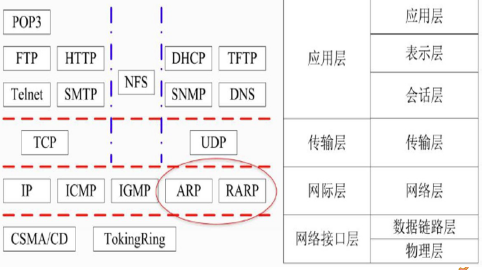 POP3
FTP HTTP DHCP TFTP
NFS
Telnet SMTP SNMP DNS
TCP UDP
IP ICMP IGMP ARP RARP
CSMA/CD TokingRing
应用层 应用层
表示层
会话层
传输层 传输层
网际层 网络层
网络接口层 数据链路层
物理层